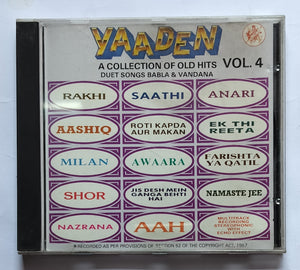 YAADEN
A COLLECTION OF OLD HITS VOL. 4
DUET SONGS BABLA & VANDANA
RAKHI SAATHI ANARI
AASHIQ ROTI KAPDA AUR MAKAN EK THI REETA
MILAN AWAARA FARISHTA YA QATIL
SHOR JIS DESH MEIN GANGA BEHTI HAI NAMASTE JEE
NAZRANA AAH MULTITRACK RECORDING STEREOPHONIC WITH ECHO EFFECT
RECORDED AS PER PROVISIONS OF SECTION 52 OF THE COPYRIGHT ACT, 1957